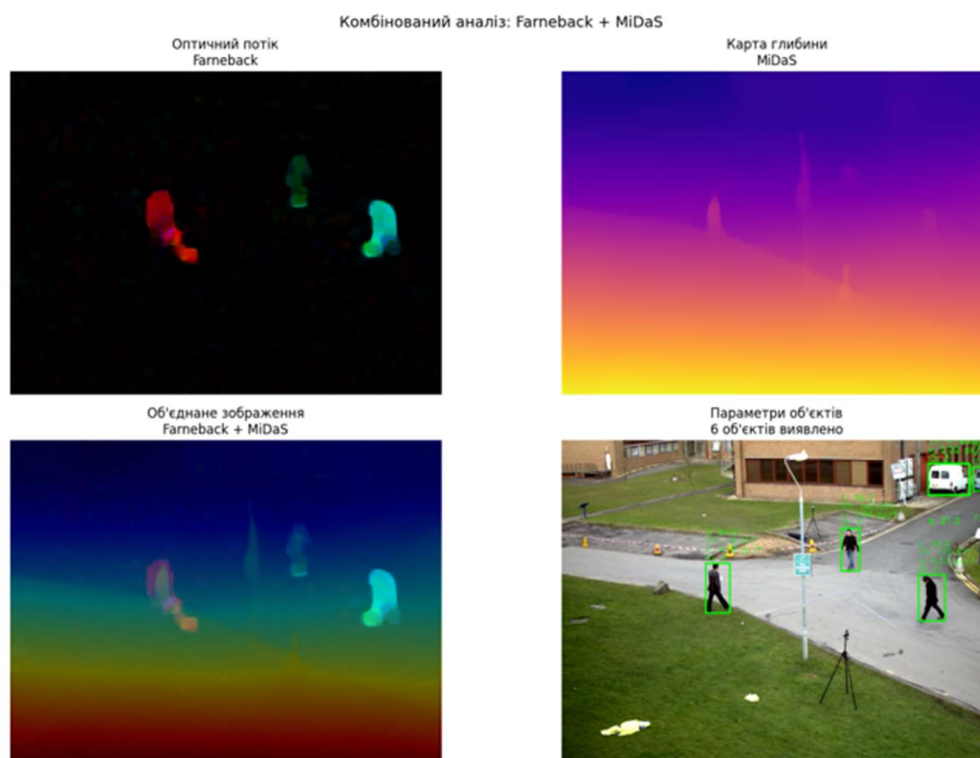 Комбінований аналіз: Farneback + MiDaS
Оптичний потік
Farneback
Карта глибини
MiDaS
Об'єднане зображення
Farneback + MiDaS
Параметри об'єктів
6 об'єктів виявлено